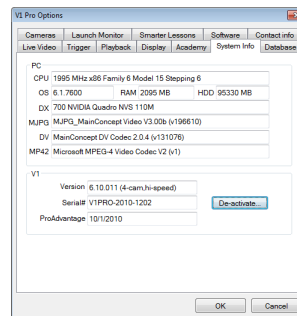 V1 Pro Options
Cameras Launch Monitor Smarter Lessons Software Contact info
Live Video Trigger Playback Display Academy System Info Database
PC
CPU 1995 MHz x86 Family 6 Model 15 Stepping 6
OS 6.1.7600 RAM 2095 MB HDD 95330 MB
DX 700 NVIDIA Quadro NVS 110M
MJPG MJPG_MainConcept Video V3.00b (v196610)
DV MainConcept DV Codec 2.0.4 (v131076)
MP42 Microsoft MPEG-4 Video Codec V2 (v1)
V1
Version 6.10.011 (4-cam,hi-speed)
Serial# V1PRO-2010-1202 De-activate...
ProAdvantage 10/1/2010
OK Cancel